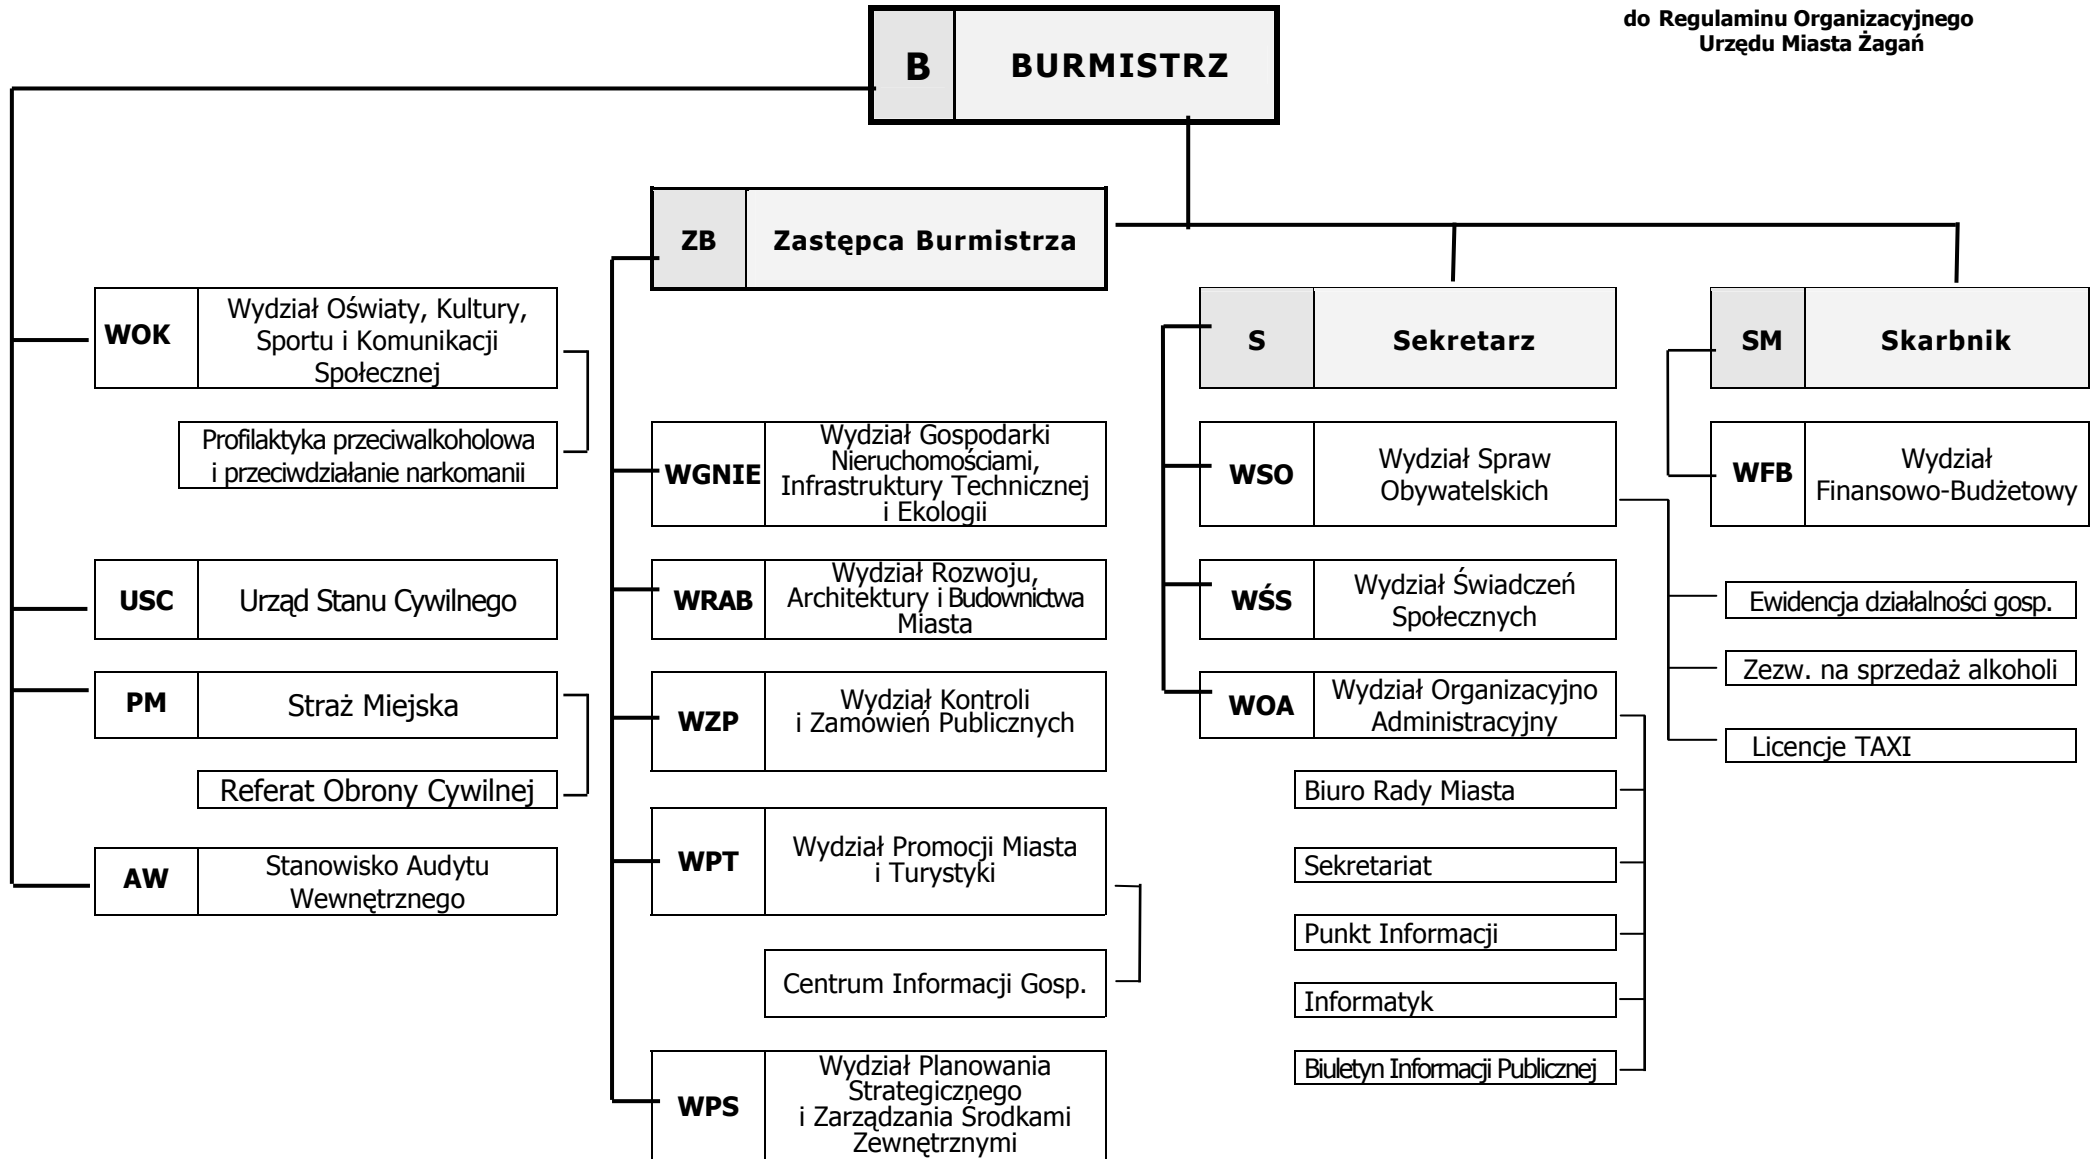 do Regulaminu Organizacyjnego
Urzędu Miasta Żagań
B
BURMISTRZ
ZB
Zastępca Burmistrza
WOK
Wydział Oświaty, Kultury,
Sportu i Komunikacji
Społecznej
Profilaktyka przeciwalkoholowa
i przeciwdziałanie narkomanii
USC
Urząd Stanu Cywilnego
PM
Straż Miejska
Referat Obrony Cywilnej
AW
Stanowisko Audytu
Wewnętrznego
WGNIE
Wydział Gospodarki
Nieruchomościami,
Infrastruktury Technicznej
i Ekologii
WRAB
Wydział Rozwoju,
Architektury i Budownictwa
Miasta
WZP
Wydział Kontroli
i Zamówień Publicznych
WPT
Wydział Promocji Miasta
i Turystyki
Centrum Informacji Gosp.
WPS
Wydział Planowania
Strategicznego
i Zarządzania Środkami
Zewnętrznymi
S
Sekretarz
WSO
Wydział Spraw
Obywatelskich
WŚS
Wydział Świadczeń
Społecznych
WOA
Wydział Organizacyjno
Administracyjny
Biuro Rady Miasta
Sekretariat
Punkt Informacji
Informatyk
Biuletyn Informacji Publicznej
SM
Skarbnik
WFB
Wydział
Finansowo-Budżetowy
Ewidencja działalności gosp.
Zezw. na sprzedaż alkoholi
Licencje TAXI